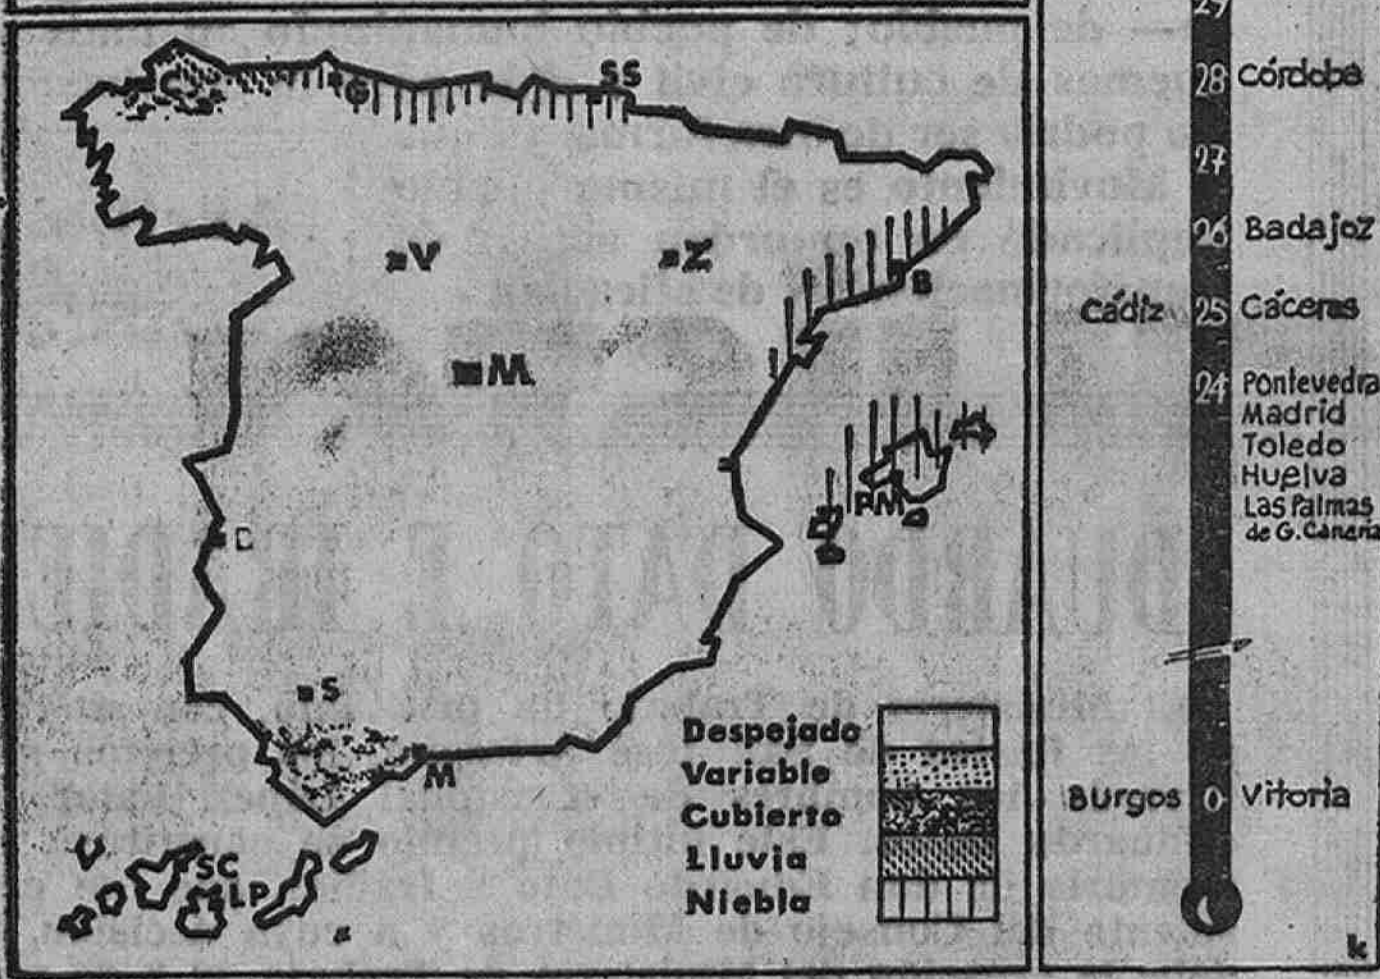 SS
G
V
Z
B
M
PM
C
S
M
V
SC
LP
Despejado
Variable
Cubierto
Lluvia
Niebla
29
28 Córdoba
27
26 Badajoz
Cádiz 25 Cáceres
24 Pontevedra
Madrid
Toledo
Huelva
Las Palmas
de G. Canaria
Burgos 0 Vitoria
k